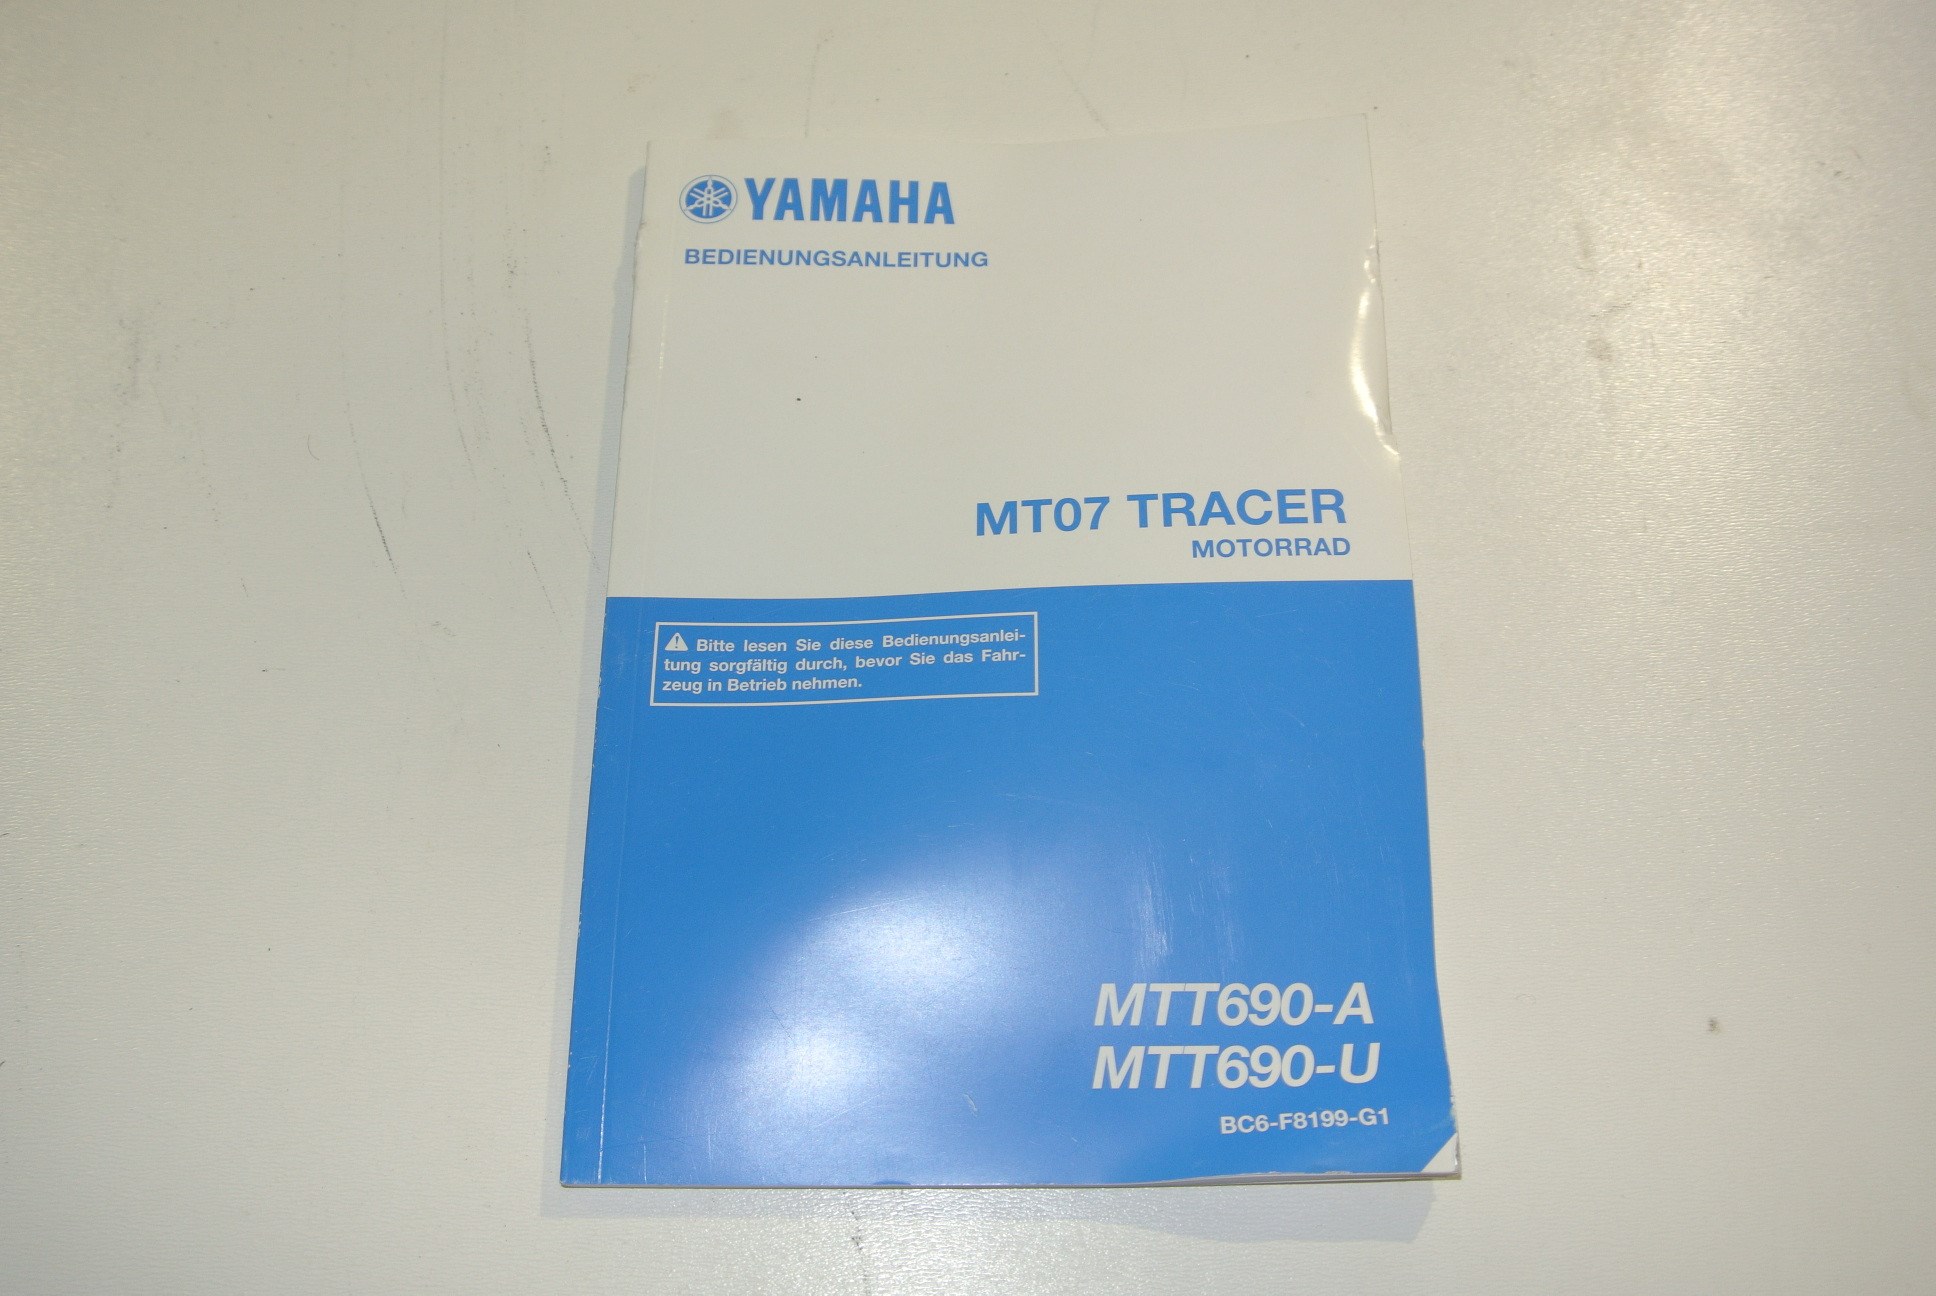 YAMAHA
BEDIENUNGSANLEITUNG
MT07 TRACER
MOTORRAD
Bitte lesen Sie diese Bedienungsanlei-
tung sorgfältig durch, bevor Sie das Fahr-
zeug in Betrieb nehmen.
MTT690-A
MTT690-U
BC6-F8199-G1